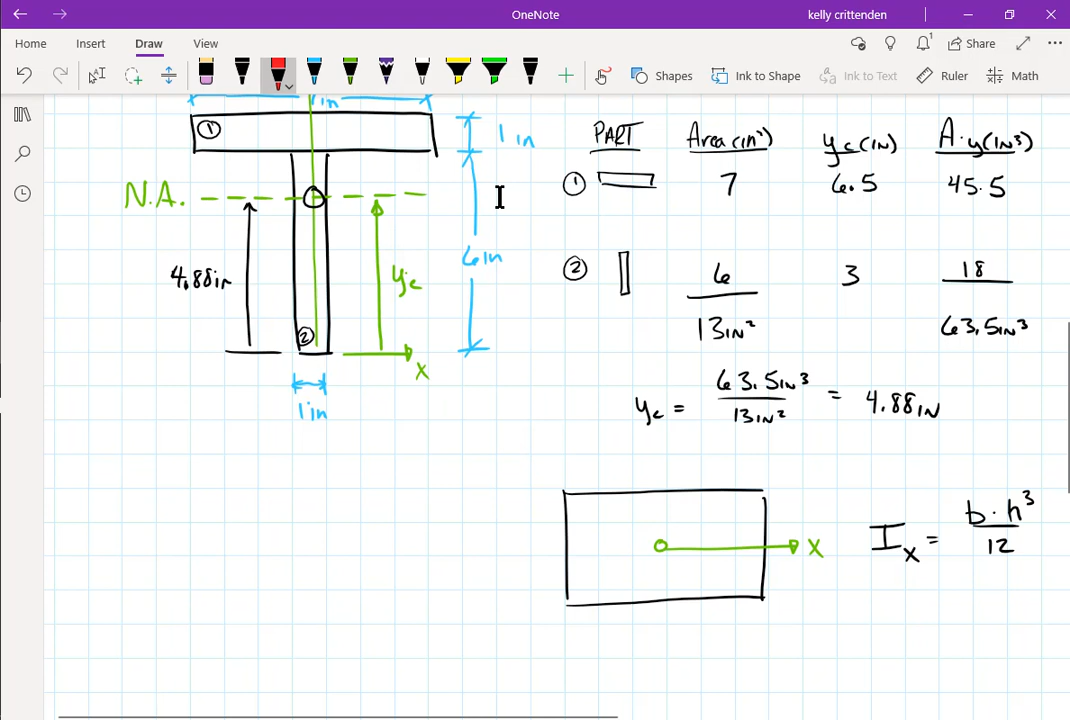 OneNote
kelly crittenden
Home Insert Draw View
Share
Shapes Ink to Shape Ink to Text Ruler Math
in
① 1 in
PART Area (in²) yc (IN) A·y (IN³)
① 7 6.5 45.5
N.A.
② 6 3 18
6in
4.88in yc
13IN² 63.5IN³
②
x
63.5IN³
yc = ― = 4.88IN
13IN²
1in
b·h³
Ix = ―
12
x